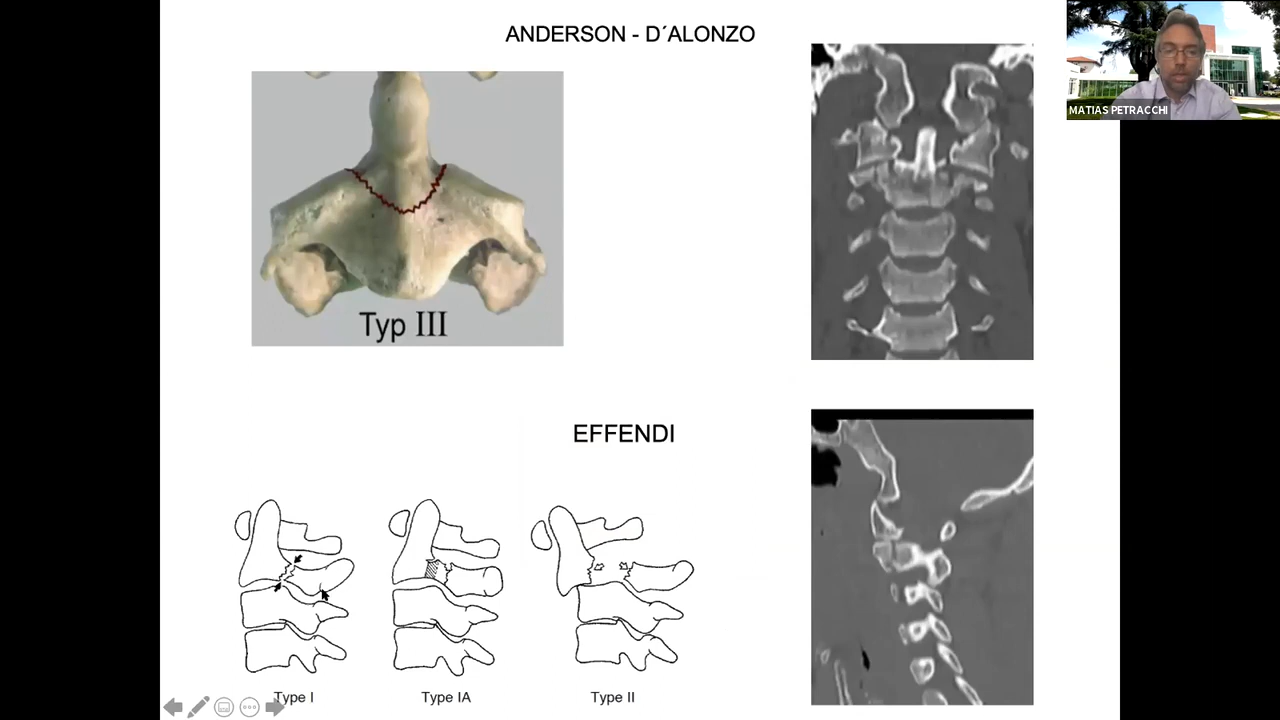 ANDERSON - D´ALONZO
MATIAS PETRACCHI
Typ III
EFFENDI
Type I
Type IA
Type II